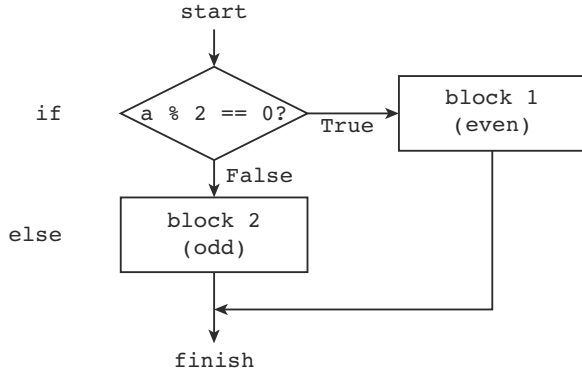 start
if
a % 2 == 0?
True
block 1
(even)
False
else
block 2
(odd)
finish